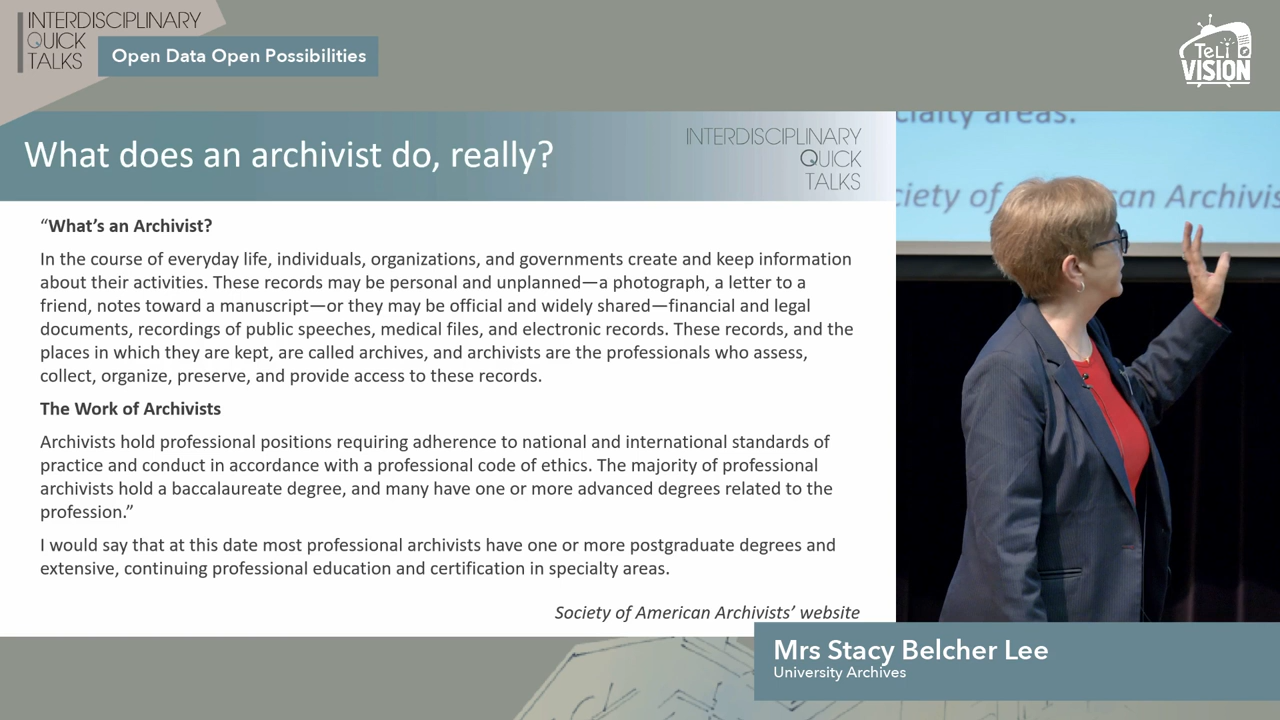 INTERDISCIPLINARY
QUICK
TALKS
Open Data Open Possibilities
TeLi
VISION
What does an archivist do, really?
INTERDISCIPLINARY
QUICK
TALKS
“What’s an Archivist?
In the course of everyday life, individuals, organizations, and governments create and keep information
about their activities. These records may be personal and unplanned—a photograph, a letter to a
friend, notes toward a manuscript—or they may be official and widely shared—financial and legal
documents, recordings of public speeches, medical files, and electronic records. These records, and the
places in which they are kept, are called archives, and archivists are the professionals who assess,
collect, organize, preserve, and provide access to these records.
The Work of Archivists
Archivists hold professional positions requiring adherence to national and international standards of
practice and conduct in accordance with a professional code of ethics. The majority of professional
archivists hold a baccalaureate degree, and many have one or more advanced degrees related to the
profession.”
I would say that at this date most professional archivists have one or more postgraduate degrees and
extensive, continuing professional education and certification in specialty areas.
Society of American Archivists’ website
cialty areas.
ciety of an Archivis
Mrs Stacy Belcher Lee
University Archives